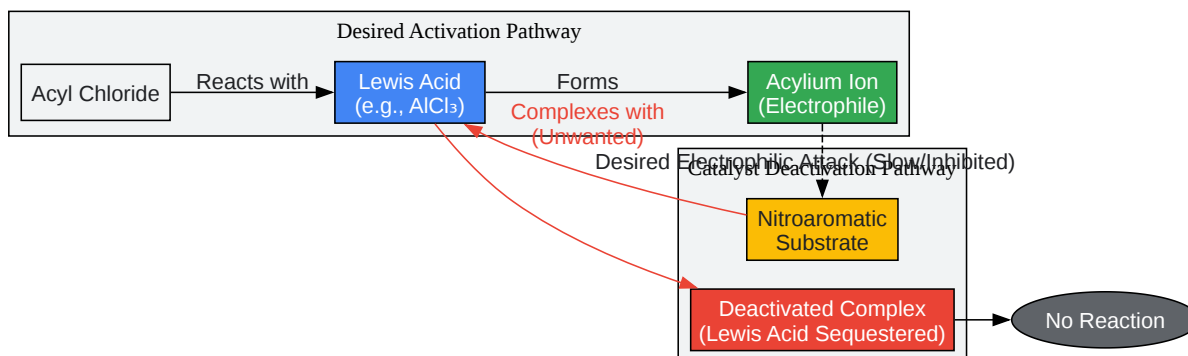 Desired Activation Pathway
Acyl Chloride
Reacts with
Lewis Acid
(e.g., AlCl₃)
Forms
Acylium Ion
(Electrophile)
Complexes with
(Unwanted)
Desired Electrophilic Attack (Slow/Inhibited)
Catalyst Deactivation Pathway
Nitroaromatic
Substrate
Deactivated Complex
(Lewis Acid Sequestered)
No Reaction